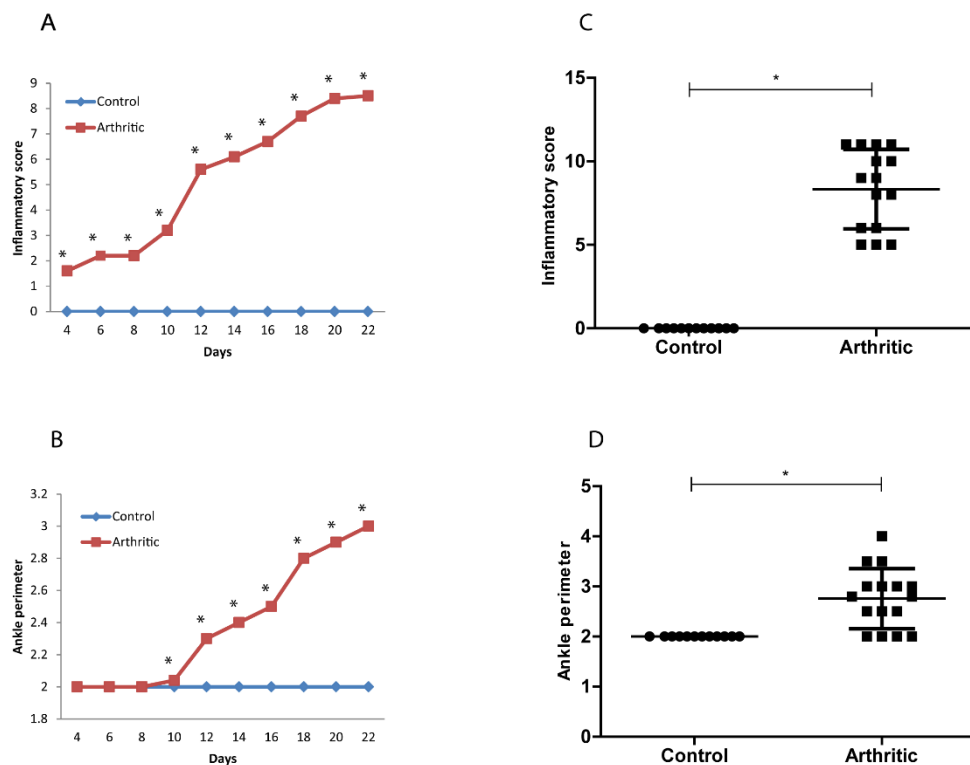 A
Inflammatory score
9
8
7
6
5
4
3
2
1
0
Control
Arthritic
* * * * * * * * * *
4 6 8 10 12 14 16 18 20 22
Days
C
Inflammatory score
15
10
5
0
*
Control Arthritic
B
Ankle perimeter
3.2
3
2.8
2.6
2.4
2.2
2
1.8
Control
Arthritic
* * * * * * *
4 6 8 10 12 14 16 18 20 22
Days
D
Ankle perimeter
5
4
3
2
1
0
*
Control Arthritic